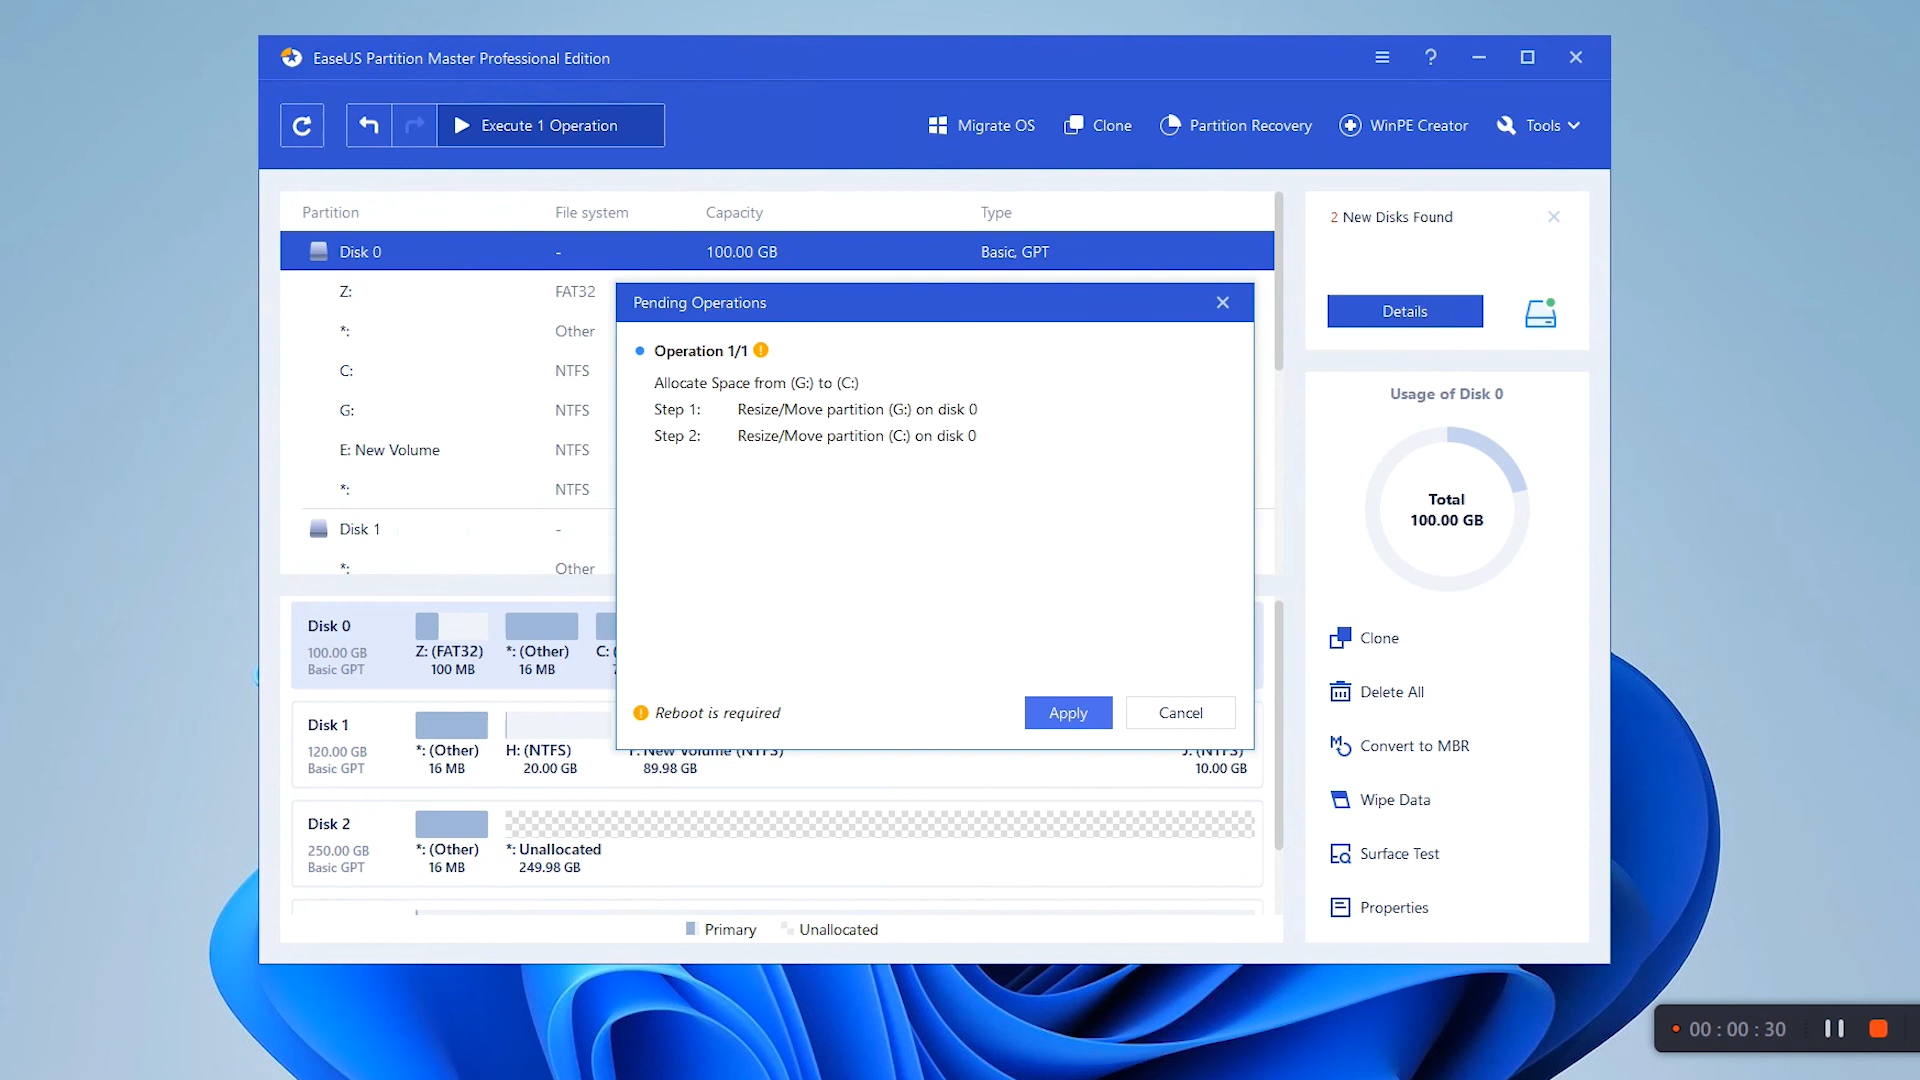 EaseUS Partition Master Professional Edition
Execute 1 Operation
Migrate OS
Clone
Partition Recovery
WinPE Creator
Tools
Partition File system Capacity Type
Disk 0 - 100.00 GB Basic, GPT
Z: FAT32
*: Other
C: NTFS
G: NTFS
E: New Volume NTFS
*: NTFS
Disk 1 -
*: Other
Pending Operations
Operation 1/1
Allocate Space from (G:) to (C:)
Step 1: Resize/Move partition (G:) on disk 0
Step 2: Resize/Move partition (C:) on disk 0
Reboot is required
Apply
Cancel
Disk 0
100.00 GB
Basic GPT
Z: (FAT32)
100 MB
*: (Other)
16 MB
C: (
Disk 1
120.00 GB
Basic GPT
*: (Other)
16 MB
H: (NTFS)
20.00 GB
F: New Volume (NTFS)
89.98 GB
J: (NTFS)
10.00 GB
Disk 2
250.00 GB
Basic GPT
*: (Other)
16 MB
*: Unallocated
249.98 GB
Primary
Unallocated
2 New Disks Found
Details
Usage of Disk 0
Total
100.00 GB
Clone
Delete All
Convert to MBR
Wipe Data
Surface Test
Properties
00 : 00 : 30